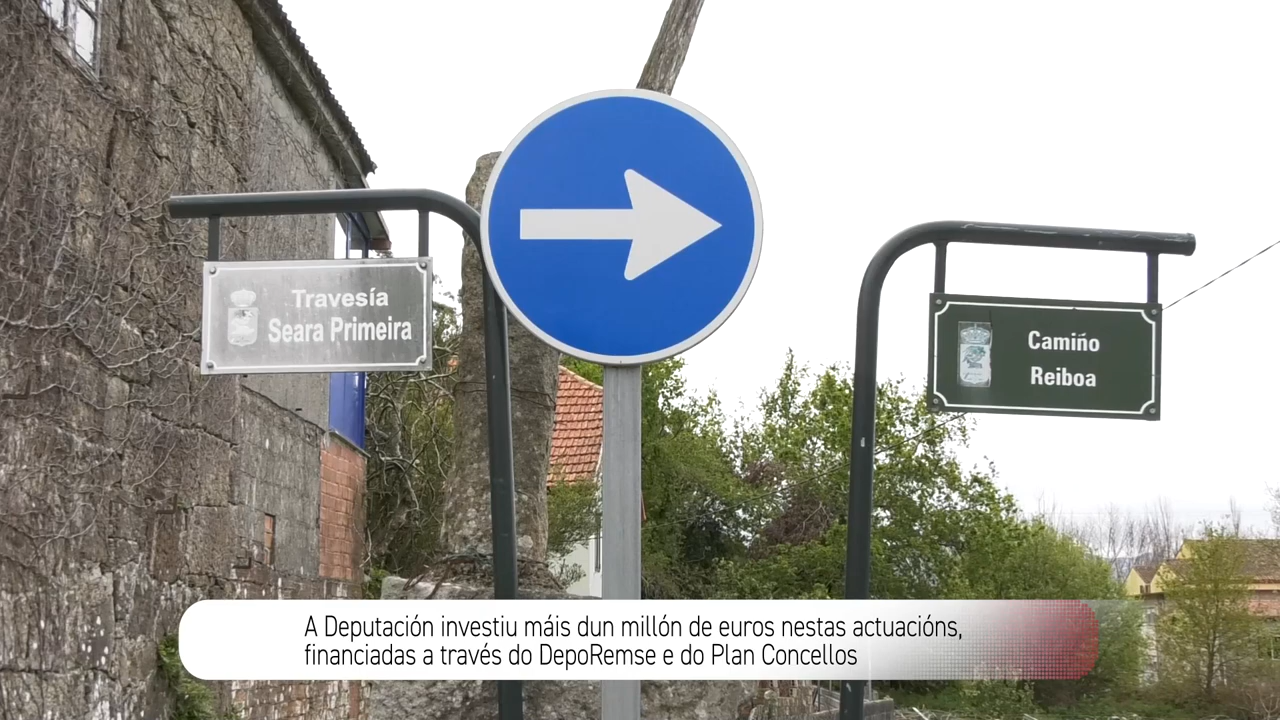 Travesía
Seara Primeira
Camiño
Reiboa
A Deputación investiu máis dun millón de euros nestas actuacións,
financiadas a través do DepoRemse e do Plan Concellos